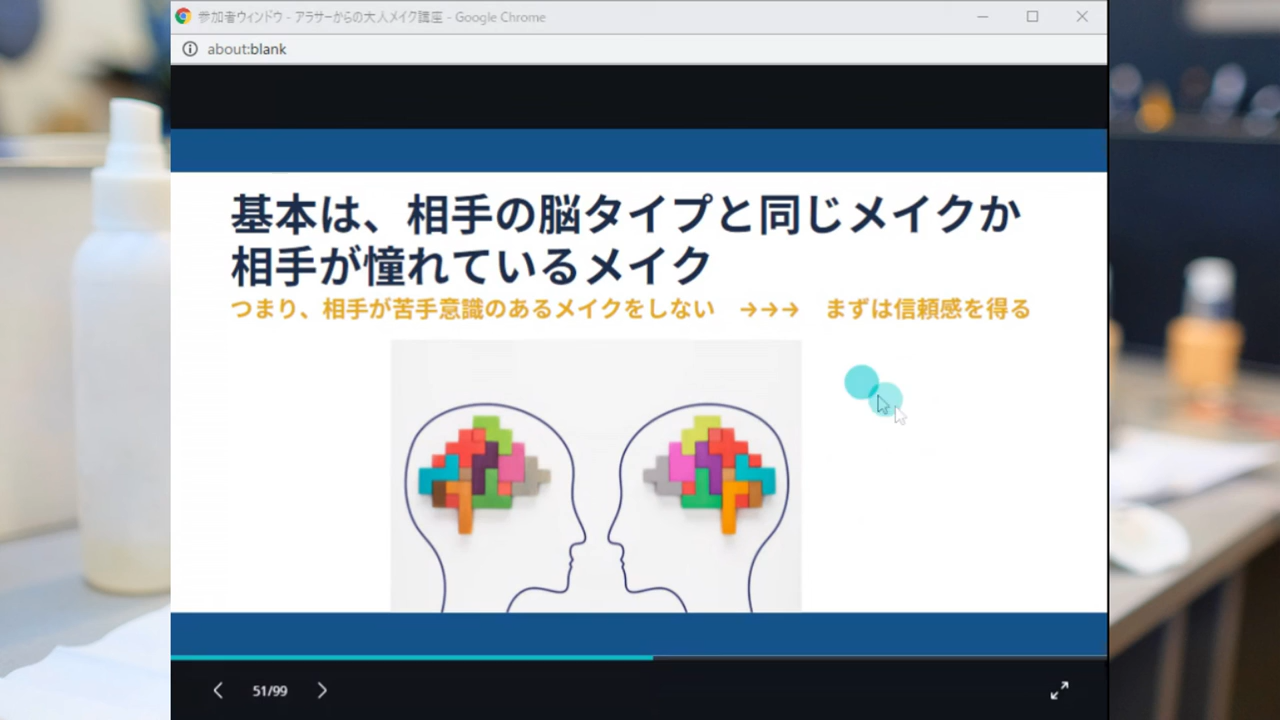 参加者ウィンドウ - アラサーからの大人メイク講座 - Google Chrome
about:blank
基本は、相手の脳タイプと同じメイクか
相手が憧れているメイク
つまり、相手が苦手意識のあるメイクをしない →→→ まずは信頼感を得る
51/99